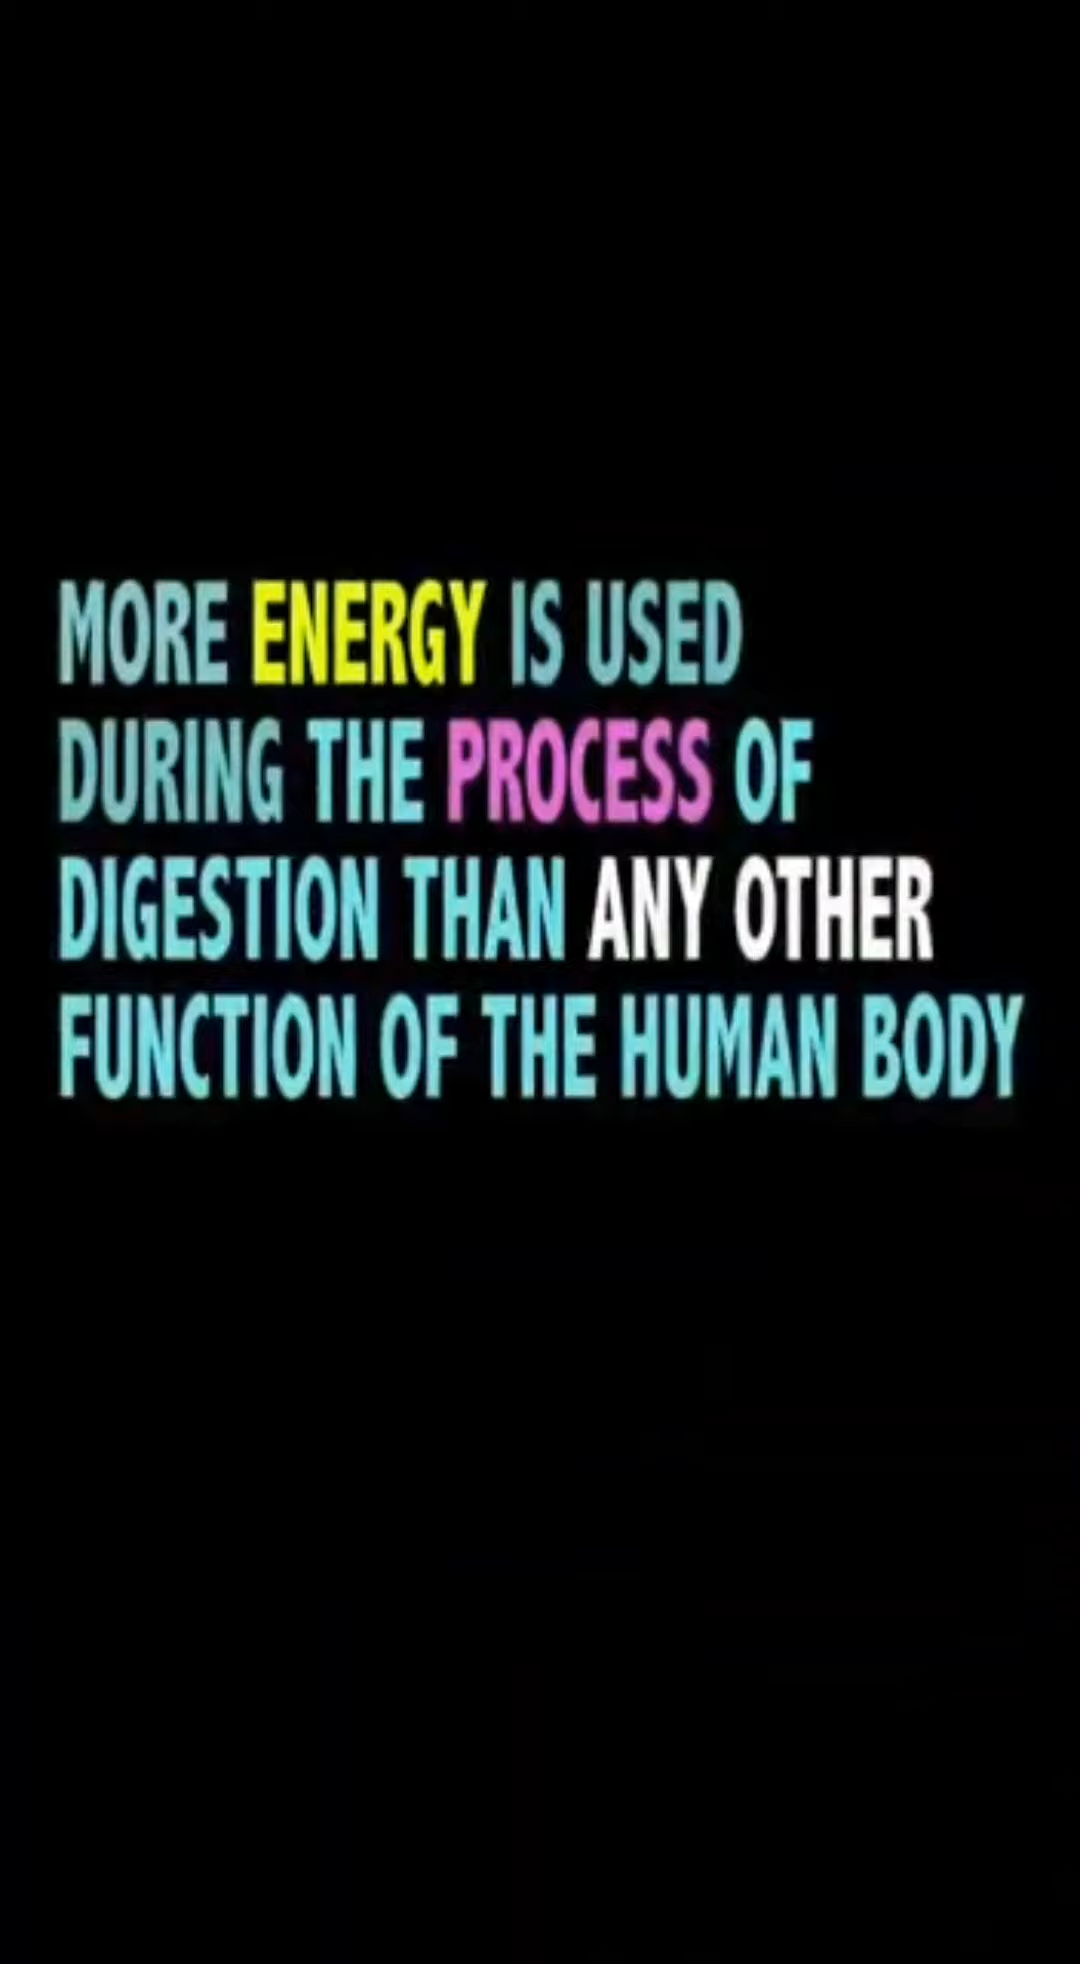 MORE ENERGY IS USED
DURING THE PROCESS OF
DIGESTION THAN ANY OTHER
FUNCTION OF THE HUMAN BODY